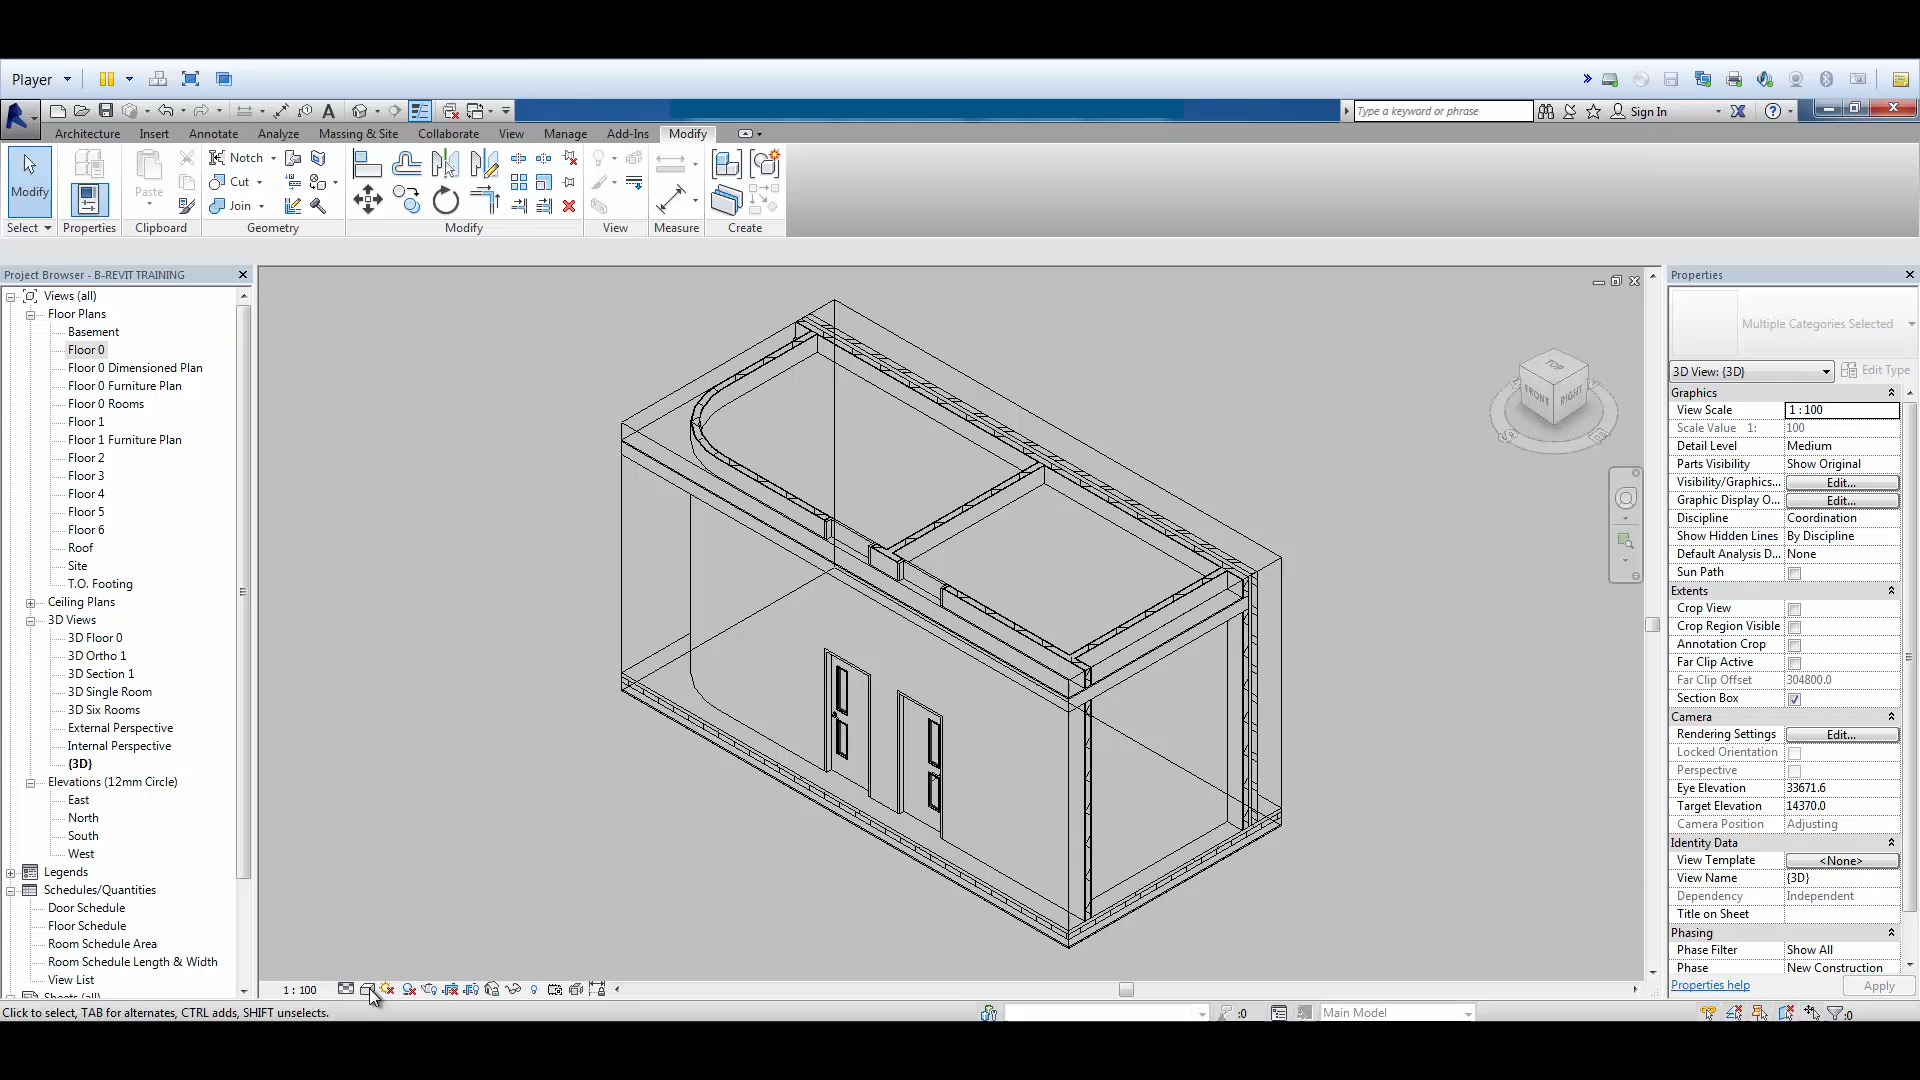 Player
Type a keyword or phrase
Sign In
Architecture Insert Annotate Analyze Massing & Site Collaborate View Manage Add-Ins Modify
Modify
Paste
Notch
Cut
Join
Select Properties Clipboard Geometry Modify View Measure Create
Project Browser - B-REVIT TRAINING
Views (all)
Floor Plans
Basement
Floor 0
Floor 0 Dimensioned Plan
Floor 0 Furniture Plan
Floor 0 Rooms
Floor 1
Floor 1 Furniture Plan
Floor 2
Floor 3
Floor 4
Floor 5
Floor 6
Roof
Site
T.O. Footing
Ceiling Plans
3D Views
3D Floor 0
3D Ortho 1
3D Section 1
3D Single Room
3D Six Rooms
External Perspective
Internal Perspective
{3D}
Elevations (12mm Circle)
East
North
South
West
Legends
Schedules/Quantities
Door Schedule
Floor Schedule
Room Schedule Area
Room Schedule Length & Width
View List
Sheets (all)
TOP
FRONT
RIGHT
Properties
Multiple Categories Selected
3D View: {3D}
Edit Type
Graphics
View Scale 1 : 100
Scale Value 1: 100
Detail Level Medium
Parts Visibility Show Original
Visibility/Graphics... Edit...
Graphic Display O... Edit...
Discipline Coordination
Show Hidden Lines By Discipline
Default Analysis D... None
Sun Path
Extents
Crop View
Crop Region Visible
Annotation Crop
Far Clip Active
Far Clip Offset 304800.0
Section Box
Camera
Rendering Settings Edit...
Locked Orientation
Perspective
Eye Elevation 33671.6
Target Elevation 14370.0
Camera Position Adjusting
Identity Data
View Template <None>
View Name {3D}
Dependency Independent
Title on Sheet
Phasing
Phase Filter Show All
Phase New Construction
Properties help
Apply
1 : 100
Click to select, TAB for alternates, CTRL adds, SHIFT unselects.
:0
Main Model
:0